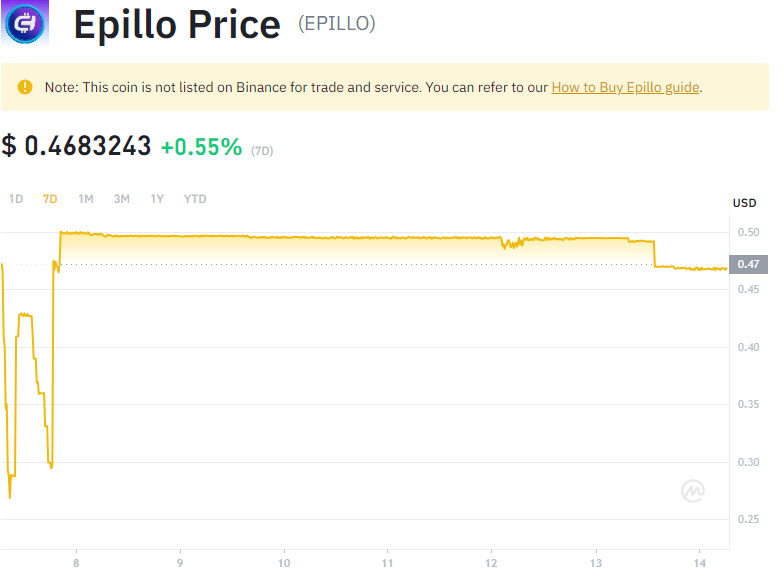 Epillo Price (EPILLO)
Note: This coin is not listed on Binance for trade and service. You can refer to our How to Buy Epillo guide.
$ 0.4683243 +0.55% (7D)
1D 7D 1M 3M 1Y YTD
USD
0.50
0.47
0.45
0.40
0.35
0.30
0.25
8 9 10 11 12 13 14